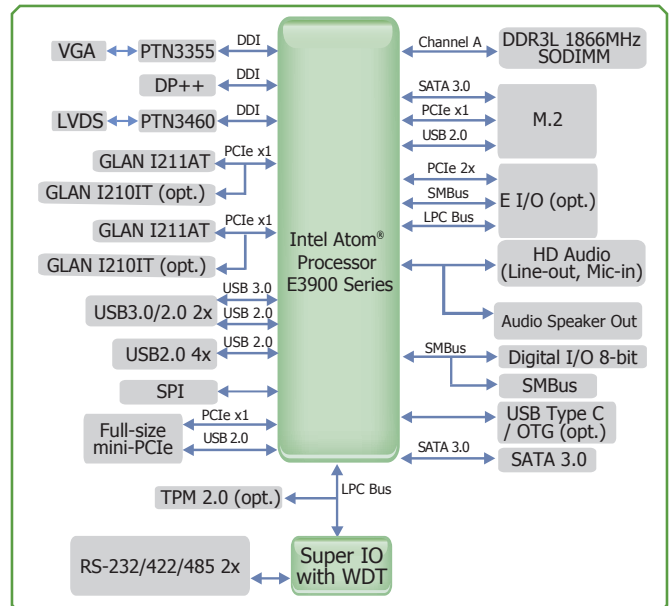 VGA
PTN3355
DDI
DP++
DDI
LVDS
PTN3460
DDI
GLAN I211AT
PCIe x1
GLAN I210IT (opt.)
GLAN I211AT
PCIe x1
GLAN I210IT (opt.)
USB3.0/2.0 2x
USB 3.0
USB 2.0
USB2.0 4x
USB 2.0
SPI
Full-size
mini-PCIe
PCIe x1
USB 2.0
Intel Atom®
Processor
E3900 Series
Channel A
DDR3L 1866MHz
SODIMM
SATA 3.0
PCIe x1
USB 2.0
M.2
PCIe 2x
SMBus
LPC Bus
E I/O (opt.)
HD Audio
(Line-out, Mic-in)
Audio Speaker Out
SMBus
Digital I/O 8-bit
SMBus
USB Type C
/ OTG (opt.)
SATA 3.0
SATA 3.0
TPM 2.0 (opt.)
LPC Bus
RS-232/422/485 2x
Super IO
with WDT